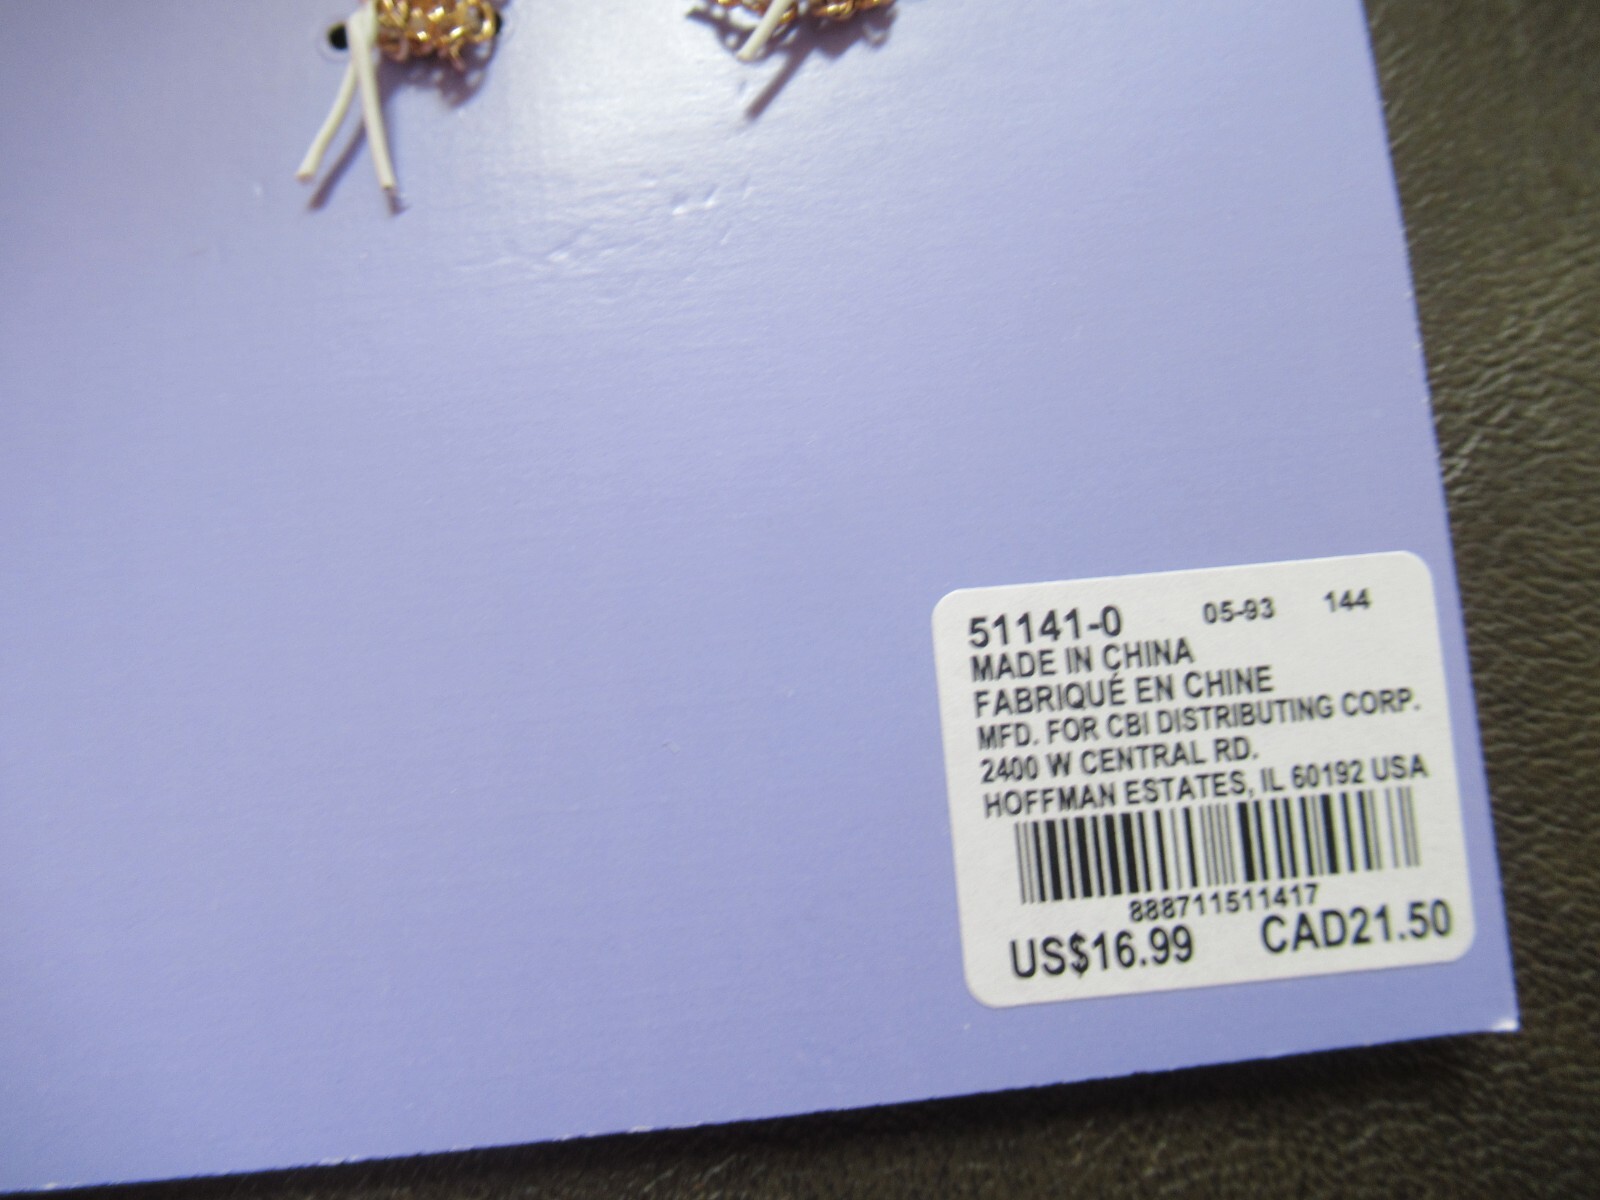 51141-0 05-93 144
MADE IN CHINA
FABRIQUÉ EN CHINE
MFD. FOR CBI DISTRIBUTING CORP.
2400 W CENTRAL RD.
HOFFMAN ESTATES, IL 60192 USA
888711511417
US$16.99 CAD21.50